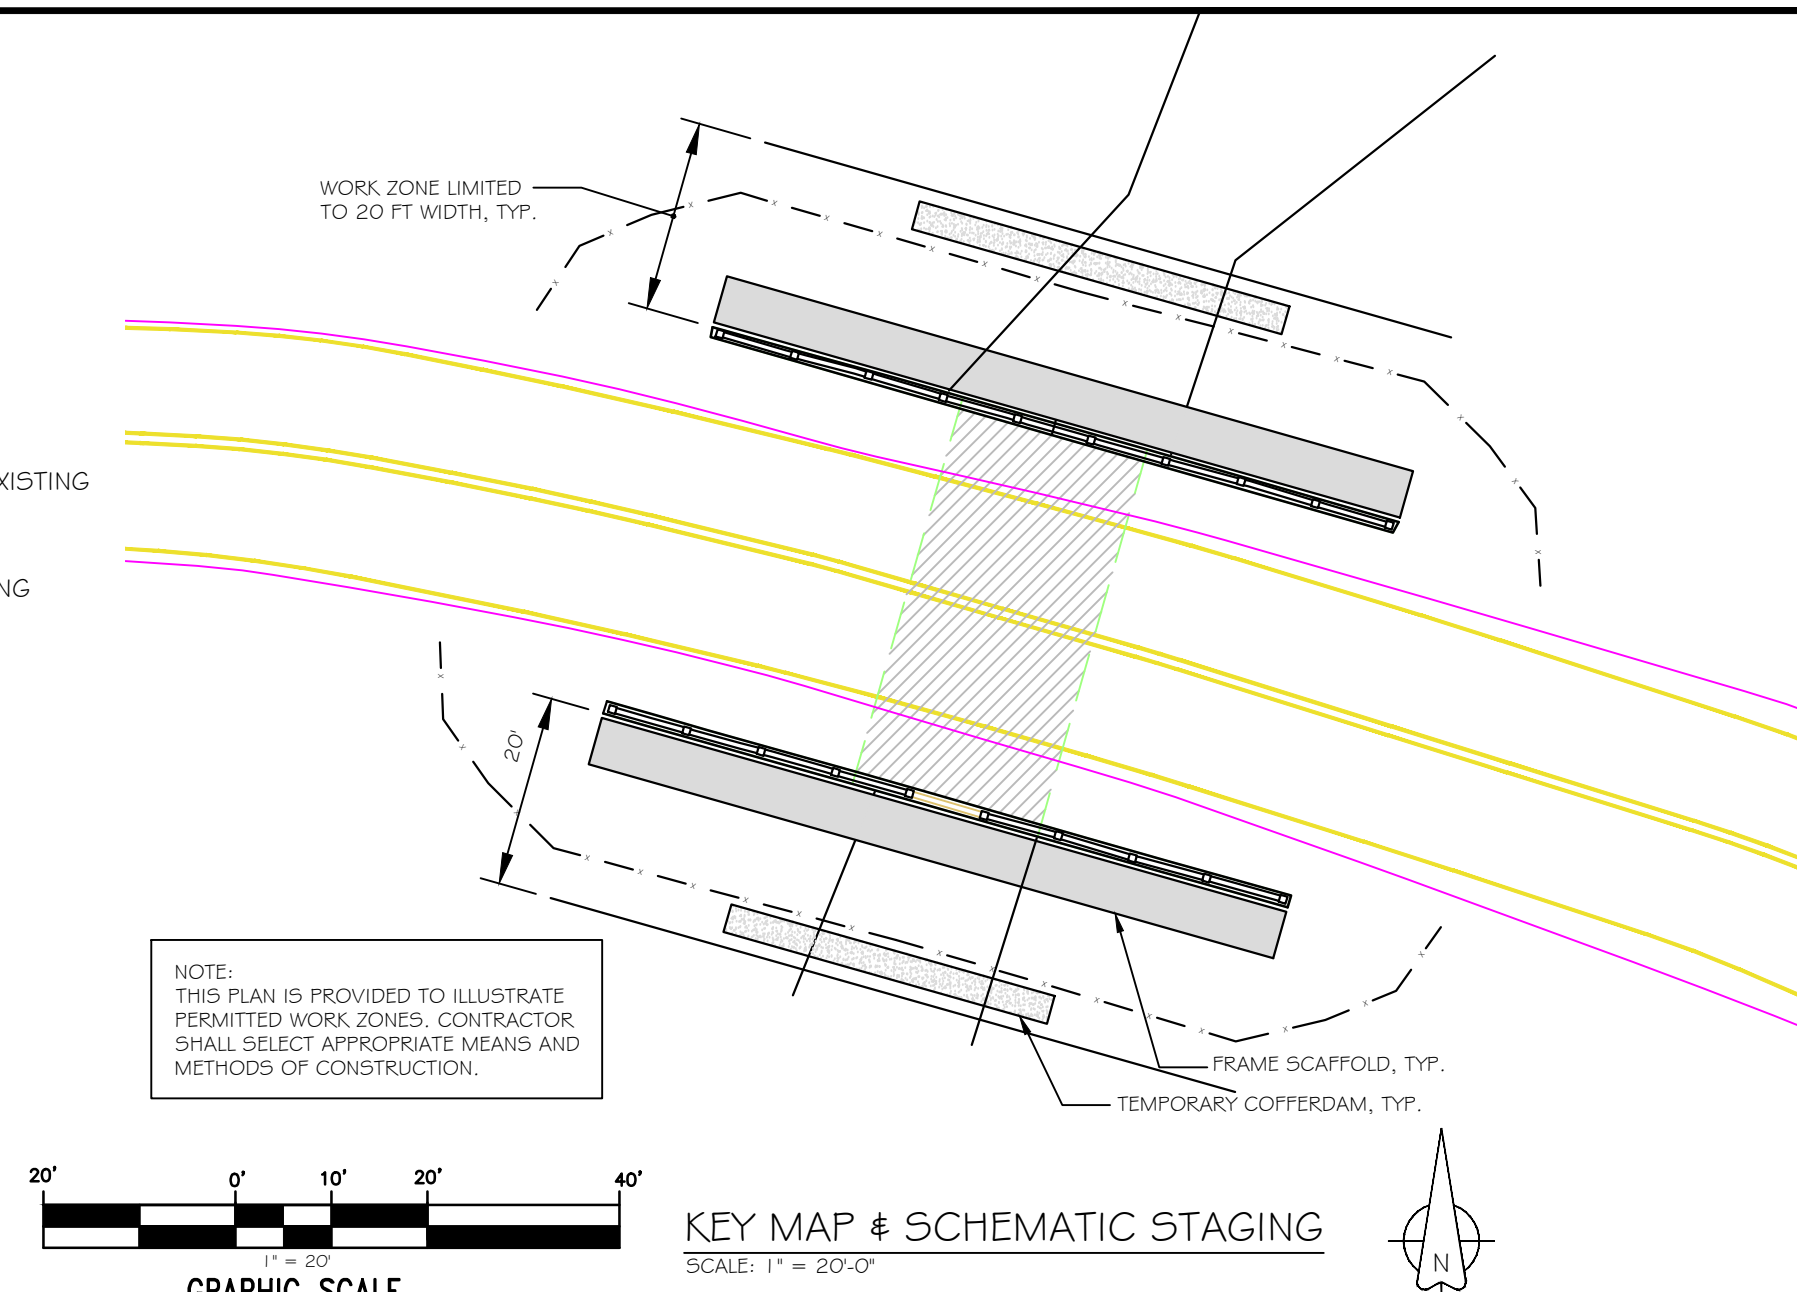 WORK ZONE LIMITED
TO 20 FT WIDTH, TYP.
XISTING
NG
20'
NOTE:
THIS PLAN IS PROVIDED TO ILLUSTRATE
PERMITTED WORK ZONES. CONTRACTOR
SHALL SELECT APPROPRIATE MEANS AND
METHODS OF CONSTRUCTION.
FRAME SCAFFOLD, TYP.
TEMPORARY COFFERDAM, TYP.
20' 0' 10' 20' 40'
1" = 20'
GRAPHIC SCALE
KEY MAP & SCHEMATIC STAGING
SCALE: 1" = 20'-0"
N